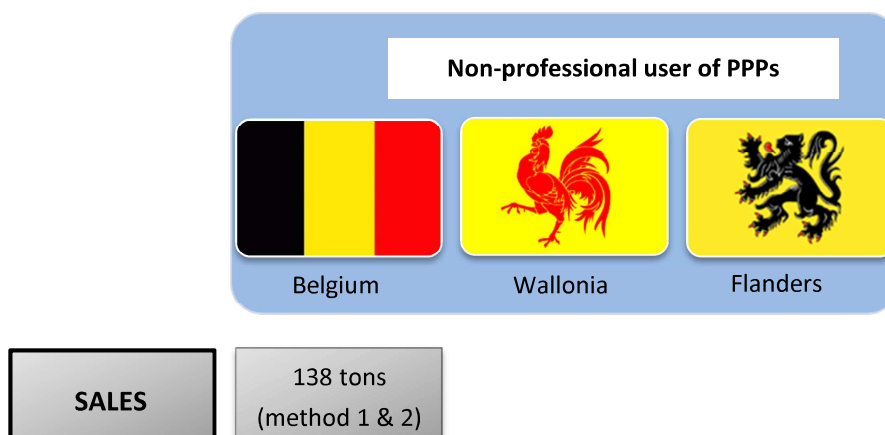 Non-professional user of PPPs
Belgium
Wallonia
Flanders
SALES
138 tons
(method 1 & 2)